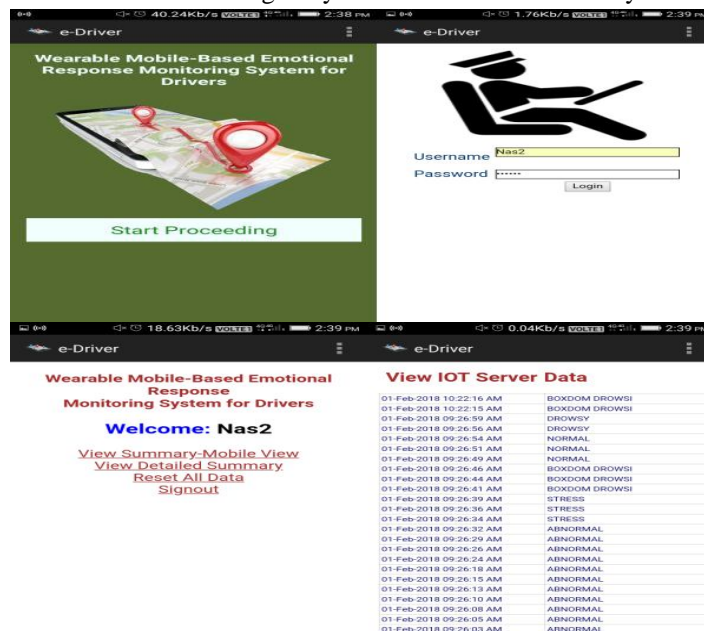 40.24Kb/s VOLTE1 2:38 PM
e-Driver
Wearable Mobile-Based Emotional
Response Monitoring System for
Drivers
Start Proceeding
1.76Kb/s VOLTE1 2:39 PM
e-Driver
Username Nas2
Password ••••••
Login
18.63Kb/s VOLTE1 2:39 PM
e-Driver
Wearable Mobile-Based Emotional
Response
Monitoring System for Drivers
Welcome: Nas2
View Summary-Mobile View
View Detailed Summary
Reset All Data
Signout
0.04Kb/s VOLTE1 2:39 PM
e-Driver
View IOT Server Data
01-Feb-2018 10:22:16 AM BOXDOM DROWSI
01-Feb-2018 10:22:15 AM BOXDOM DROWSI
01-Feb-2018 09:26:59 AM DROWSY
01-Feb-2018 09:26:56 AM DROWSY
01-Feb-2018 09:26:54 AM NORMAL
01-Feb-2018 09:26:51 AM NORMAL
01-Feb-2018 09:26:49 AM NORMAL
01-Feb-2018 09:26:46 AM BOXDOM DROWSI
01-Feb-2018 09:26:44 AM BOXDOM DROWSI
01-Feb-2018 09:26:41 AM BOXDOM DROWSI
01-Feb-2018 09:26:39 AM STRESS
01-Feb-2018 09:26:36 AM STRESS
01-Feb-2018 09:26:34 AM STRESS
01-Feb-2018 09:26:32 AM ABNORMAL
01-Feb-2018 09:26:29 AM ABNORMAL
01-Feb-2018 09:26:26 AM ABNORMAL
01-Feb-2018 09:26:24 AM ABNORMAL
01-Feb-2018 09:26:18 AM ABNORMAL
01-Feb-2018 09:26:15 AM ABNORMAL
01-Feb-2018 09:26:13 AM ABNORMAL
01-Feb-2018 09:26:10 AM ABNORMAL
01-Feb-2018 09:26:08 AM ABNORMAL
01-Feb-2018 09:26:05 AM ABNORMAL
01-Feb-2018 09:26:03 AM ABNORMAL